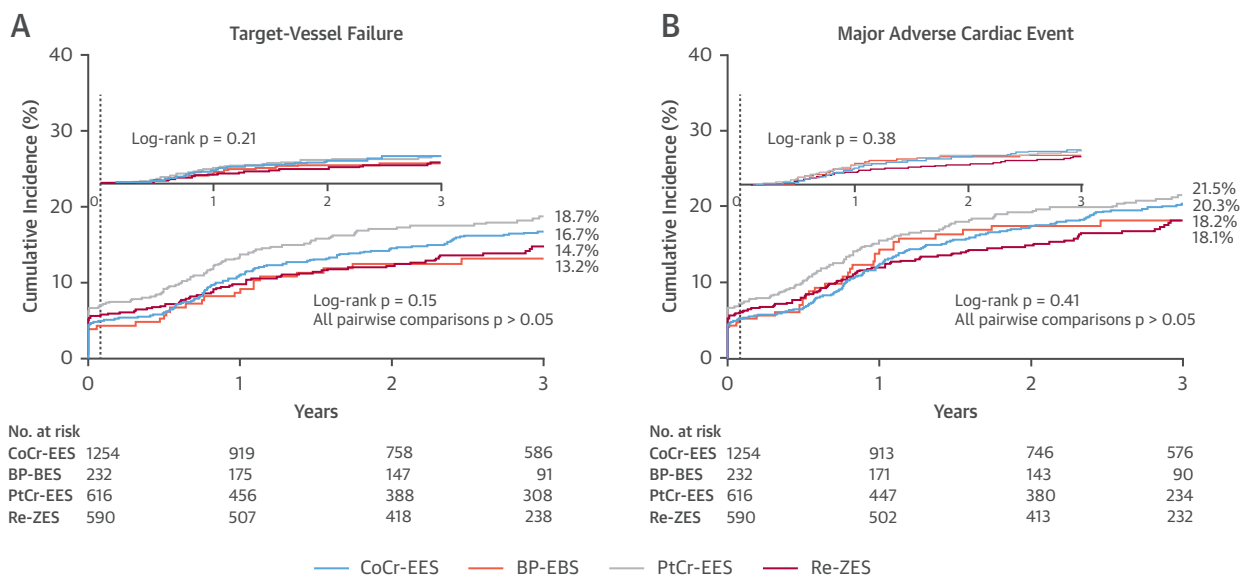 A
Target-Vessel Failure
Cumulative Incidence (%)
40
30
20
10
0
Log-rank p = 0.21
0
1
2
3
18.7%
16.7%
14.7%
13.2%
Log-rank p = 0.15
All pairwise comparisons p > 0.05
0
1
2
3
Years
No. at risk
CoCr-EES 1254 919 758 586
BP-BES 232 175 147 91
PtCr-EES 616 456 388 308
Re-ZES 590 507 418 238
B
Major Adverse Cardiac Event
Cumulative Incidence (%)
40
30
20
10
0
Log-rank p = 0.38
0
1
2
3
21.5%
20.3%
18.2%
18.1%
Log-rank p = 0.41
All pairwise comparisons p > 0.05
0
1
2
3
Years
No. at risk
CoCr-EES 1254 913 746 576
BP-BES 232 171 143 90
PtCr-EES 616 447 380 234
Re-ZES 590 502 413 232
CoCr-EES BP-EBS PtCr-EES Re-ZES